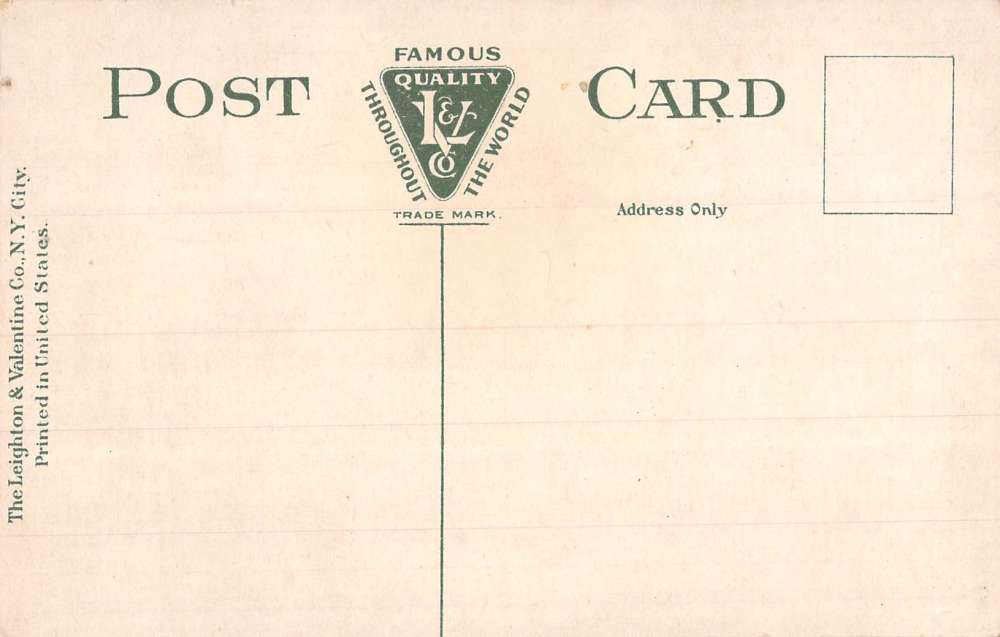 POST CARD
FAMOUS
QUALITY
THROUGHOUT
THE WORLD
L & V
CO
TRADE MARK.
Address Only
The Leighton & Valentine Co., N.Y. City.
Printed in United States.